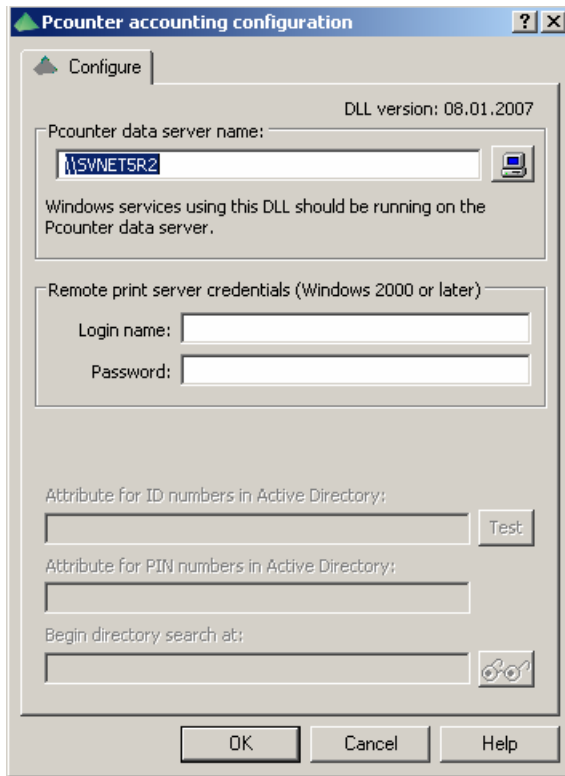 Pcounter accounting configuration
Configure
DLL version: 08.01.2007
Pcounter data server name:
\\SVNET5R2
Windows services using this DLL should be running on the
Pcounter data server.
Remote print server credentials (Windows 2000 or later)
Login name:
Password:
Attribute for ID numbers in Active Directory:
Test
Attribute for PIN numbers in Active Directory:
Begin directory search at:
OK Cancel Help